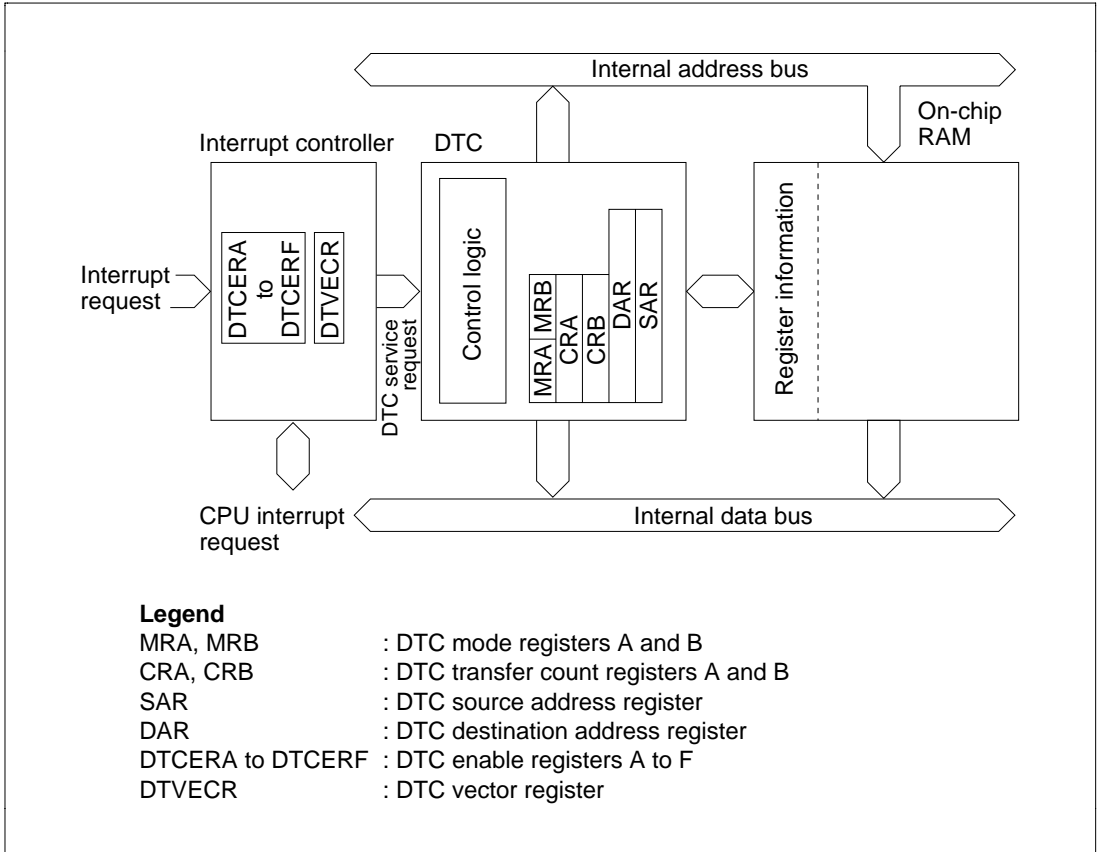 Internal address bus
On-chip
RAM
Interrupt controller
DTC
Interrupt
request
DTCERA
to
DTCERF
DTVECR
DTC service
request
Control logic
MRA
MRB
CRA
CRB
DAR
SAR
Register information
CPU interrupt
request
Internal data bus
Legend
MRA, MRB : DTC mode registers A and B
CRA, CRB : DTC transfer count registers A and B
SAR : DTC source address register
DAR : DTC destination address register
DTCERA to DTCERF : DTC enable registers A to F
DTVECR : DTC vector register